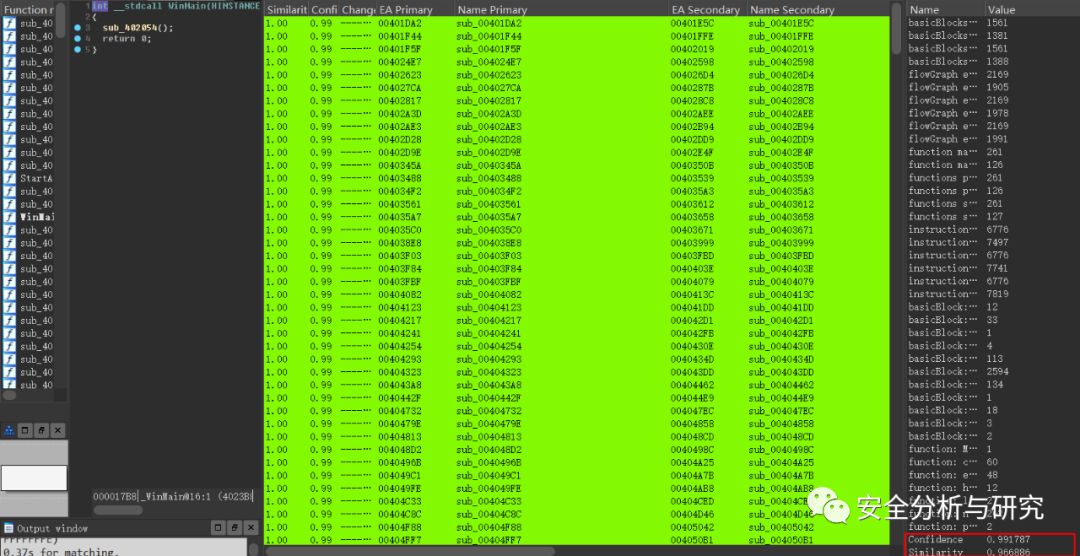 Function n
sub_40
sub_40
sub_40
sub_40
sub_40
sub_40
sub_40
sub_40
sub_40
sub_40
sub_40
sub_40
StartA
sub_40
sub_40
WinMai
sub_40
sub_40
sub_40
sub_40
sub_40
sub_40
sub_40
sub_40
sub_40
sub_40
sub_40
sub_40
sub_40
1 int __stdcall WinMain(HINSTANCE
2 {
3 sub_402054();
4 return 0;
5 }
000017B8 _WinMain@16:1 (4023B8
Similarit Confi Change EA Primary Name Primary EA Secondary Name Secondary
1.00 0.99 ------… 00401DA2 sub_00401DA2 00401E5C sub_00401E5C
1.00 0.99 ------… 00401F44 sub_00401F44 00401FFE sub_00401FFE
1.00 0.99 ------… 00401F5F sub_00401F5F 00402019 sub_00402019
1.00 0.99 ------… 004024E7 sub_004024E7 00402598 sub_00402598
1.00 0.99 ------… 00402623 sub_00402623 004026D4 sub_004026D4
1.00 0.99 ------… 004027CA sub_004027CA 0040287B sub_0040287B
1.00 0.99 ------… 00402817 sub_00402817 004028C8 sub_004028C8
1.00 0.99 ------… 00402A3D sub_00402A3D 00402AEE sub_00402AEE
1.00 0.99 ------… 00402AE3 sub_00402AE3 00402B94 sub_00402B94
1.00 0.99 ------… 00402D28 sub_00402D28 00402DD9 sub_00402DD9
1.00 0.99 ------… 00402D9E sub_00402D9E 00402E4F sub_00402E4F
1.00 0.99 ------… 0040345A sub_0040345A 0040350B sub_0040350B
1.00 0.99 ------… 00403488 sub_00403488 00403539 sub_00403539
1.00 0.99 ------… 004034F2 sub_004034F2 004035A3 sub_004035A3
1.00 0.99 ------… 00403561 sub_00403561 00403612 sub_00403612
1.00 0.99 ------… 004035A7 sub_004035A7 00403658 sub_00403658
1.00 0.99 ------… 004035C0 sub_004035C0 00403671 sub_00403671
1.00 0.99 ------… 004038E8 sub_004038E8 00403999 sub_00403999
1.00 0.99 ------… 00403F03 sub_00403F03 00403FBD sub_00403FBD
1.00 0.99 ------… 00403F84 sub_00403F84 0040403E sub_0040403E
1.00 0.99 ------… 00403FBF sub_00403FBF 00404079 sub_00404079
1.00 0.99 ------… 00404082 sub_00404082 0040413C sub_0040413C
1.00 0.99 ------… 00404123 sub_00404123 004041DD sub_004041DD
1.00 0.99 ------… 00404217 sub_00404217 004042D1 sub_004042D1
1.00 0.99 ------… 00404241 sub_00404241 004042FB sub_004042FB
1.00 0.99 ------… 00404254 sub_00404254 0040430E sub_0040430E
1.00 0.99 ------… 00404293 sub_00404293 0040434D sub_0040434D
1.00 0.99 ------… 00404323 sub_00404323 004043DD sub_004043DD
1.00 0.99 ------… 004043A8 sub_004043A8 00404462 sub_00404462
1.00 0.99 ------… 0040442F sub_0040442F 004044E9 sub_004044E9
1.00 0.99 ------… 00404732 sub_00404732 004047EC sub_004047EC
1.00 0.99 ------… 0040479E sub_0040479E 00404858 sub_00404858
1.00 0.99 ------… 00404813 sub_00404813 004048CD sub_004048CD
1.00 0.99 ------… 004048D2 sub_004048D2 0040498C sub_0040498C
1.00 0.99 ------… 0040496B sub_0040496B 00404A25 sub_00404A25
1.00 0.99 ------… 004049C1 sub_004049C1 00404A7B sub_00404A7B
1.00 0.99 ------… 004049FE sub_004049FE 00404AB8 sub_00404AB8
1.00 0.99 ------… 00404C33 sub_00404C33 00404CED sub_00404CED
1.00 0.99 ------… 00404C8C sub_00404C8C 00404D46 sub_00404D46
1.00 0.99 ------… 00404F88 sub_00404F88 00405042 sub_00405042
1.00 0.99 ------… 00404FF7 sub_00404FF7 004050B1 sub_004050B1
Name Value
basicBlocks… 1561
basicBlocks… 1381
basicBlocks… 1561
basicBlocks… 1388
flowGraph e… 2169
flowGraph e… 1905
flowGraph e… 2169
flowGraph e… 1978
flowGraph e… 2169
flowGraph e… 1991
function ma… 261
function ma… 126
functions p… 261
functions p… 126
functions s… 261
functions s… 127
instruction… 6776
instruction… 7497
instruction… 6776
instruction… 7741
instruction… 6776
instruction… 7819
basicBlock:… 12
basicBlock:… 33
basicBlock:… 1
basicBlock:… 4
basicBlock:… 113
basicBlock:… 2594
basicBlock:… 134
basicBlock:… 1
basicBlock:… 18
basicBlock:… 3
basicBlock:… 2
function: M… 1
function: c… 60
function: e… 48
function: h… 12
function: p… 2
Confidence 0.991787
Similarity 0.966886
安全分析与研究
Output window
FFFFFFFE)
0.37s for matching.